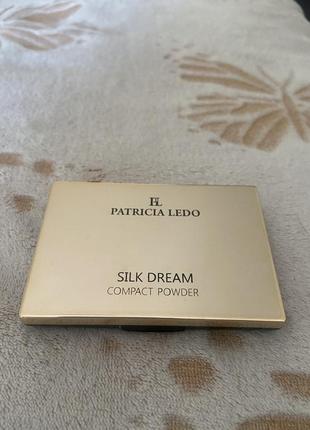 PL
PATRICIA LEDO
SILK DREAM
COMPACT POWDER